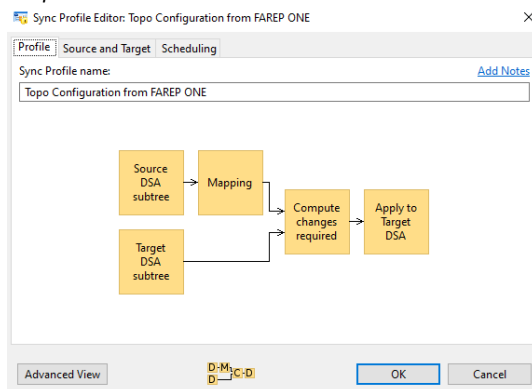 Sync Profile Editor: Topo Configuration from FAREP ONE
Profile
Source and Target
Scheduling
Sync Profile name:
Add Notes
Topo Configuration from FAREP ONE
Source
DSA
subtree
Mapping
Target
DSA
subtree
Compute
changes
required
Apply to
Target
DSA
Advanced View
D-M
D
C-D
OK
Cancel